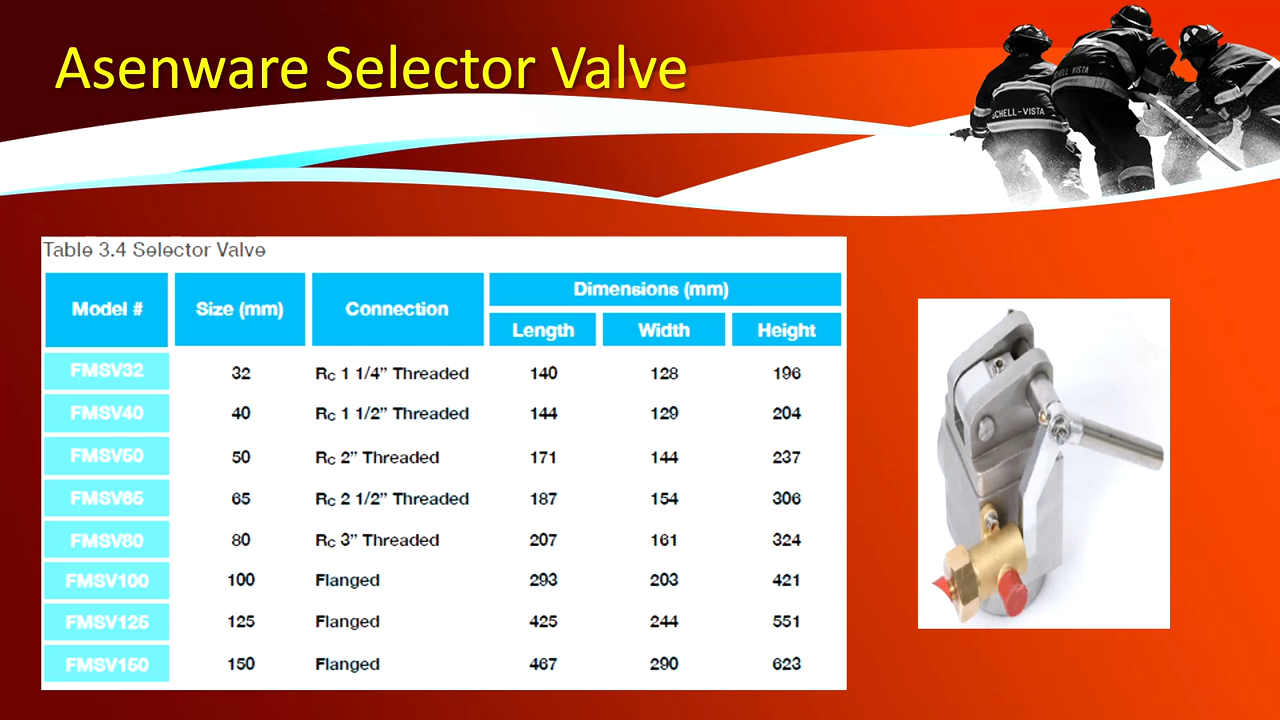 Asenware Selector Valve
SCHELL VISTA
SCHELL-VISTA
Table 3.4 Selector Valve
Model # Size (mm) Connection Dimensions (mm)
Length Width Height
FMSV32 32 Rc 1 1/4” Threaded 140 128 196
FMSV40 40 Rc 1 1/2” Threaded 144 129 204
FMSV50 50 Rc 2” Threaded 171 144 237
FMSV65 65 Rc 2 1/2” Threaded 187 154 306
FMSV80 80 Rc 3” Threaded 207 161 324
FMSV100 100 Flanged 293 203 421
FMSV125 125 Flanged 425 244 551
FMSV150 150 Flanged 467 290 623